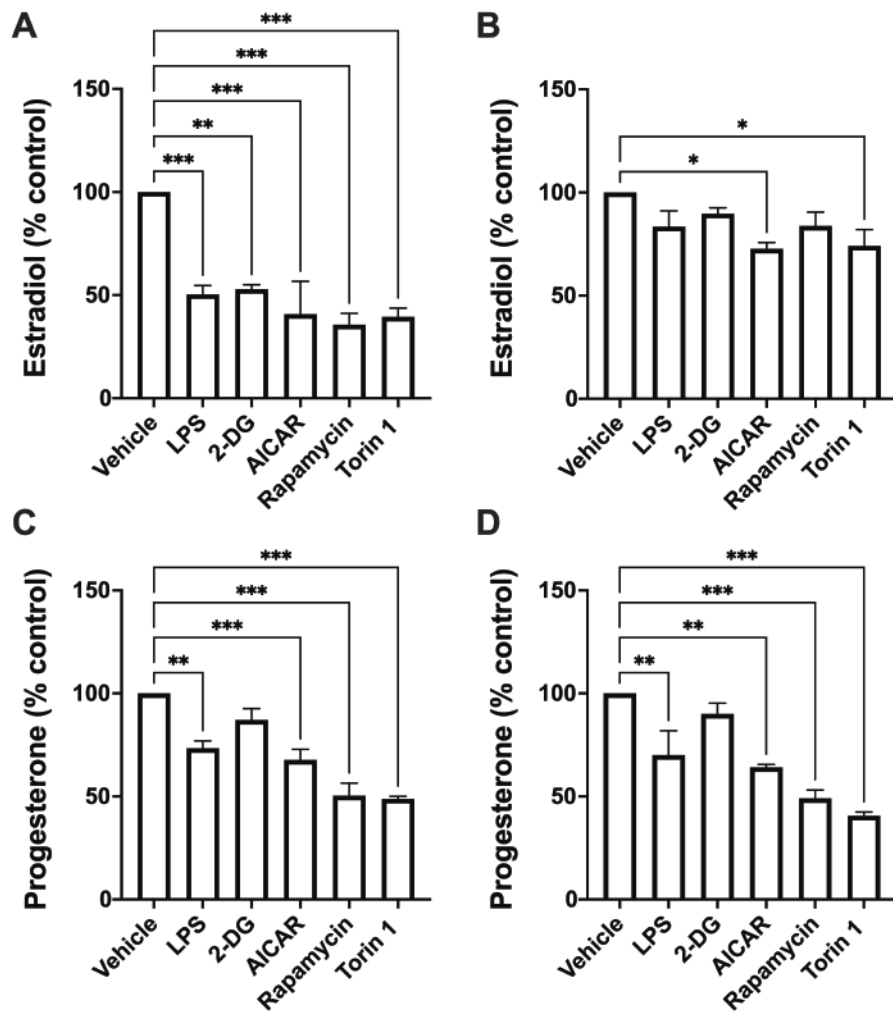 A
***
***
***
**
***
Estradiol (% control)
150
100
50
0
Vehicle
LPS
2-DG
AICAR
Rapamycin
Torin 1
B
*
*
Estradiol (% control)
150
100
50
0
Vehicle
LPS
2-DG
AICAR
Rapamycin
Torin 1
C
***
***
***
**
Progesterone (% control)
150
100
50
0
Vehicle
LPS
2-DG
AICAR
Rapamycin
Torin 1
D
***
***
**
**
Progesterone (% control)
150
100
50
0
Vehicle
LPS
2-DG
AICAR
Rapamycin
Torin 1